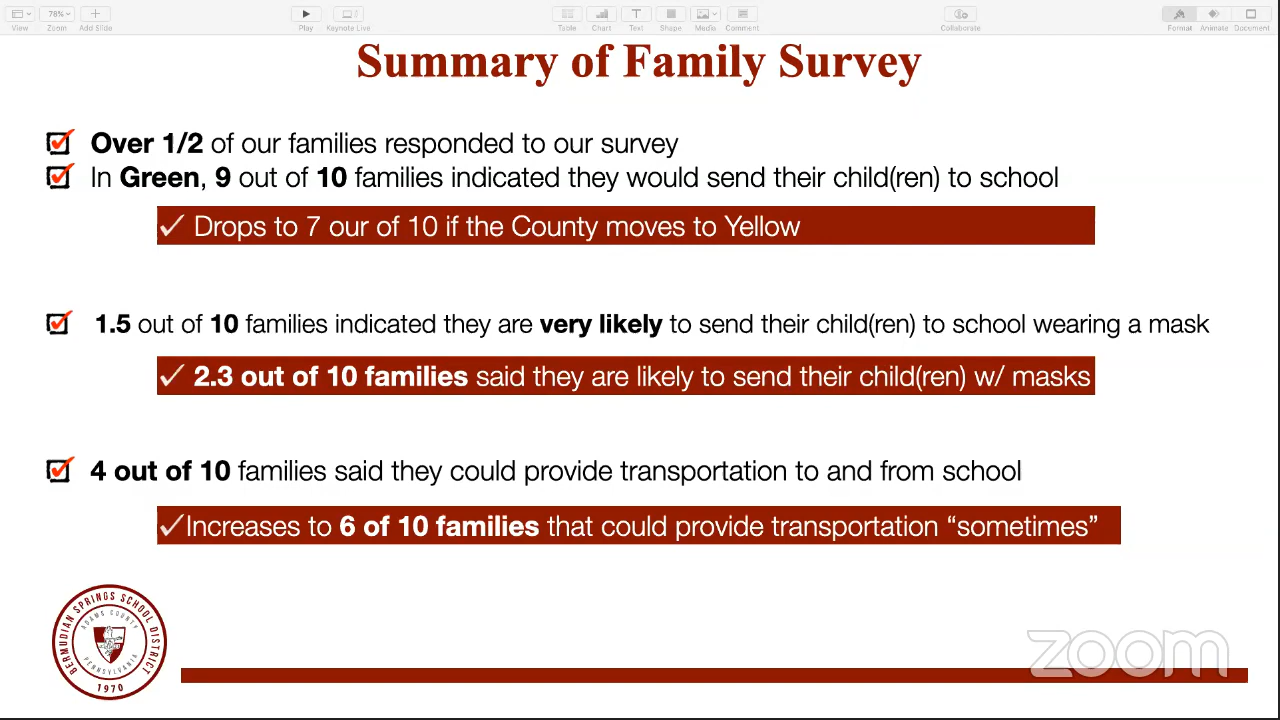 View
78%
Zoom
Add Slide
Play
Keynote Live
Table
Chart
Text
Shape
Media
Comment
Collaborate
Format
Animate
Document
Summary of Family Survey
Over 1/2 of our families responded to our survey
In Green, 9 out of 10 families indicated they would send their child(ren) to school
✓ Drops to 7 our of 10 if the County moves to Yellow
1.5 out of 10 families indicated they are very likely to send their child(ren) to school wearing a mask
✓ 2.3 out of 10 families said they are likely to send their child(ren) w/ masks
4 out of 10 families said they could provide transportation to and from school
✓Increases to 6 of 10 families that could provide transportation “sometimes”
BERMUDIAN SPRINGS SCHOOL DISTRICT
ADAMS COUNTY
PENNSYLVANIA
1970
zoom